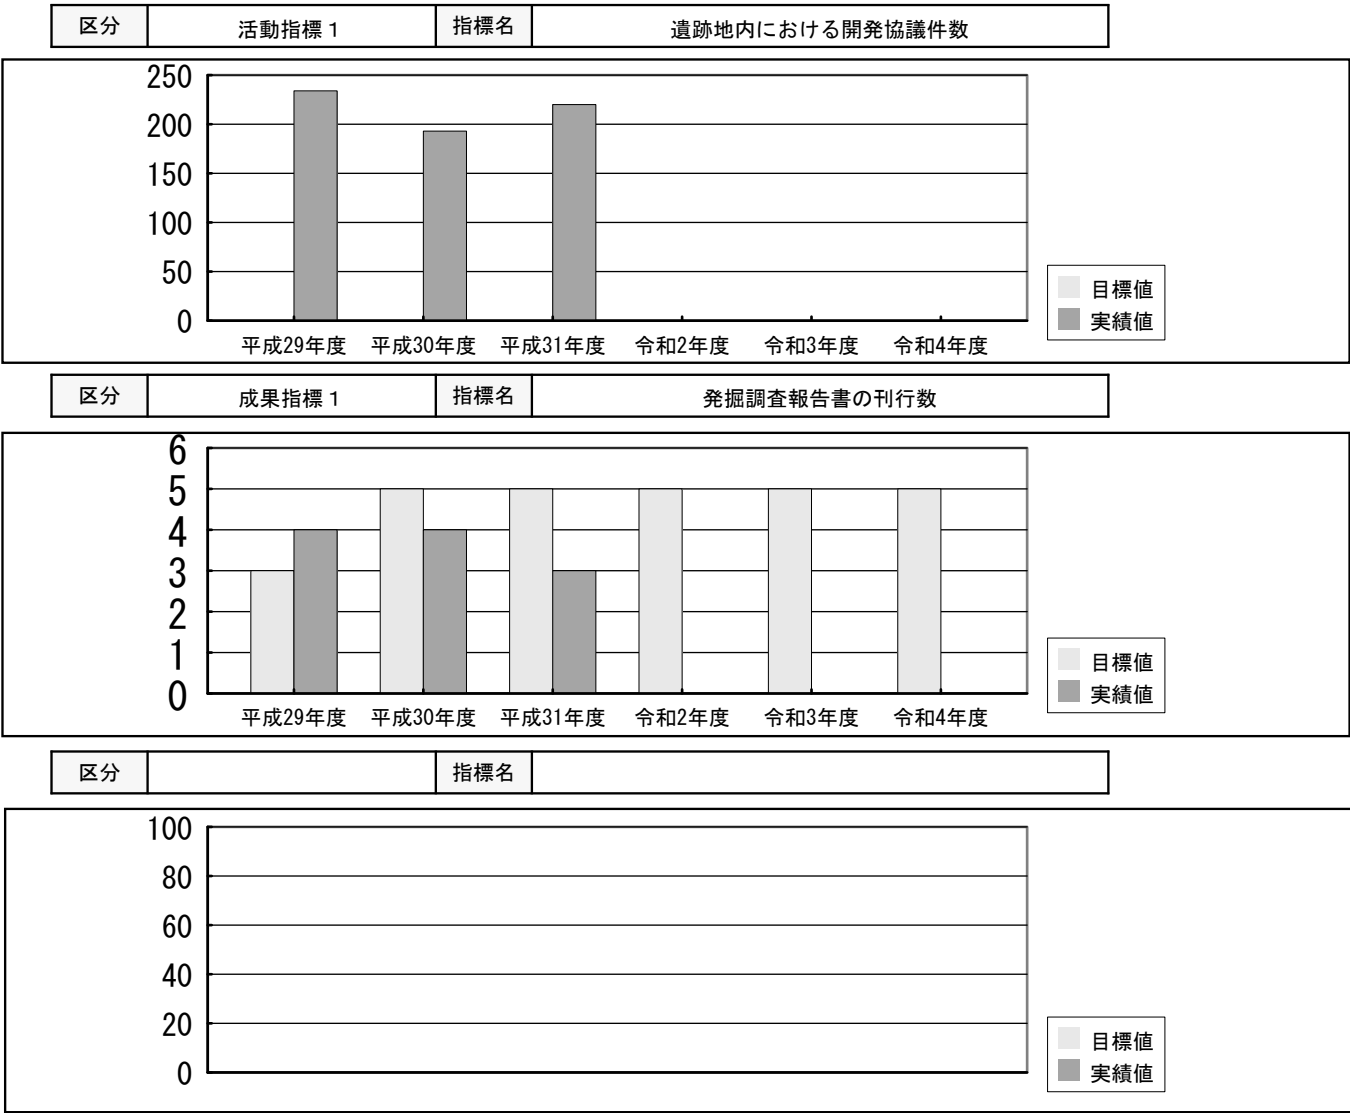 区分 活動指標１ 指標名 遺跡地内における開発協議件数
250
200
150
100
50
0
平成29年度 平成30年度 平成31年度 令和2年度 令和3年度 令和4年度
目標値
実績値
区分 成果指標１ 指標名 発掘調査報告書の刊行数
6
5
4
3
2
1
0
平成29年度 平成30年度 平成31年度 令和2年度 令和3年度 令和4年度
目標値
実績値
区分 指標名
100
80
60
40
20
0
目標値
実績値